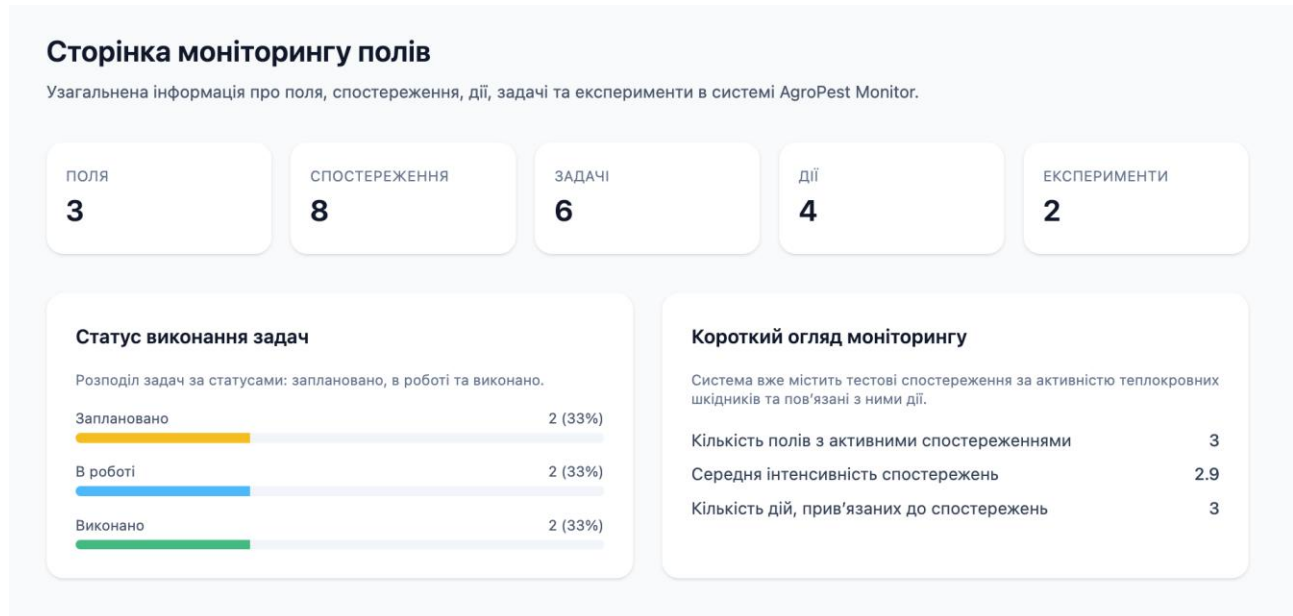 Сторінка моніторингу полів
Узагальнена інформація про поля, спостереження, дії, задачі та експерименти в системі AgroPest Monitor.
ПОЛЯ
3
СПОСТЕРЕЖЕННЯ
8
ЗАДАЧІ
6
ДІЇ
4
ЕКСПЕРИМЕНТИ
2
Статус виконання задач
Розподіл задач за статусами: заплановано, в роботі та виконано.
Заплановано 2 (33%)
В роботі 2 (33%)
Виконано 2 (33%)
Короткий огляд моніторингу
Система вже містить тестові спостереження за активністю теплокровних
шкідників та пов’язані з ними дії.
Кількість полів з активними спостереженнями 3
Середня інтенсивність спостережень 2.9
Кількість дій, прив’язаних до спостережень 3